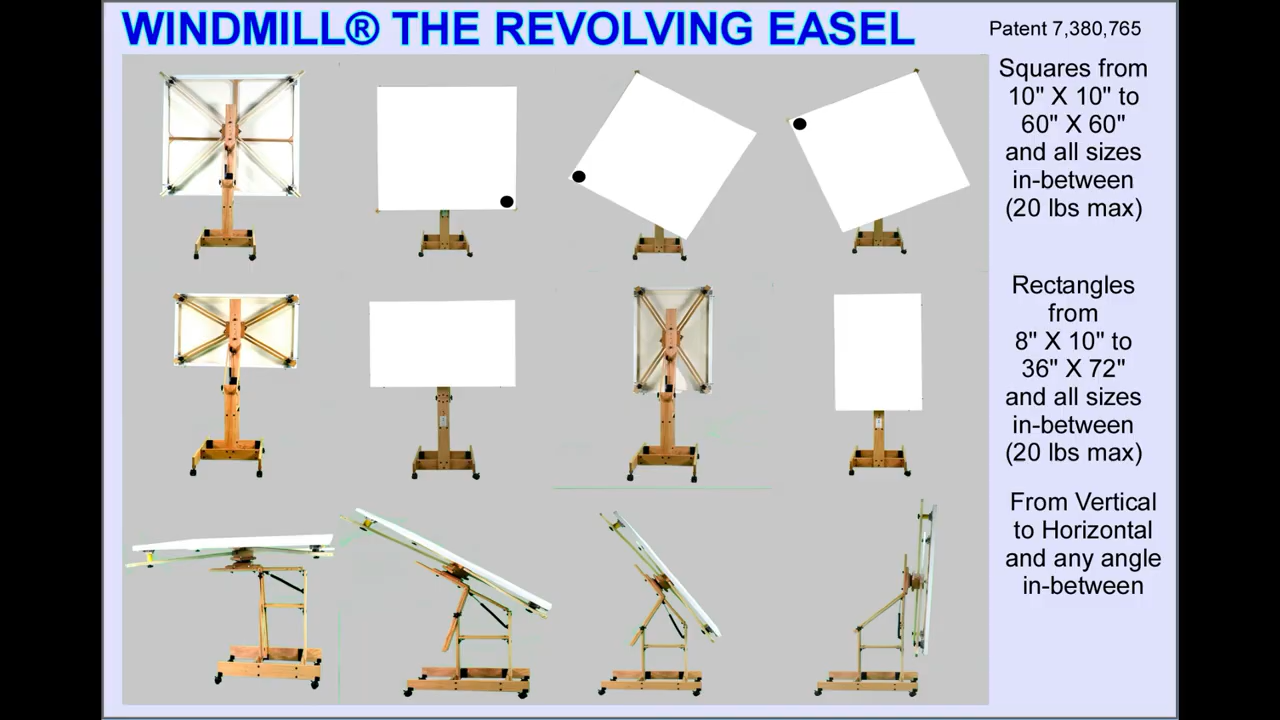 WINDMILL® THE REVOLVING EASEL
Patent 7,380,765
Squares from
10" X 10" to
60" X 60"
and all sizes
in-between
(20 lbs max)
Rectangles
from
8" X 10" to
36" X 72"
and all sizes
in-between
(20 lbs max)
From Vertical
to Horizontal
and any angle
in-between